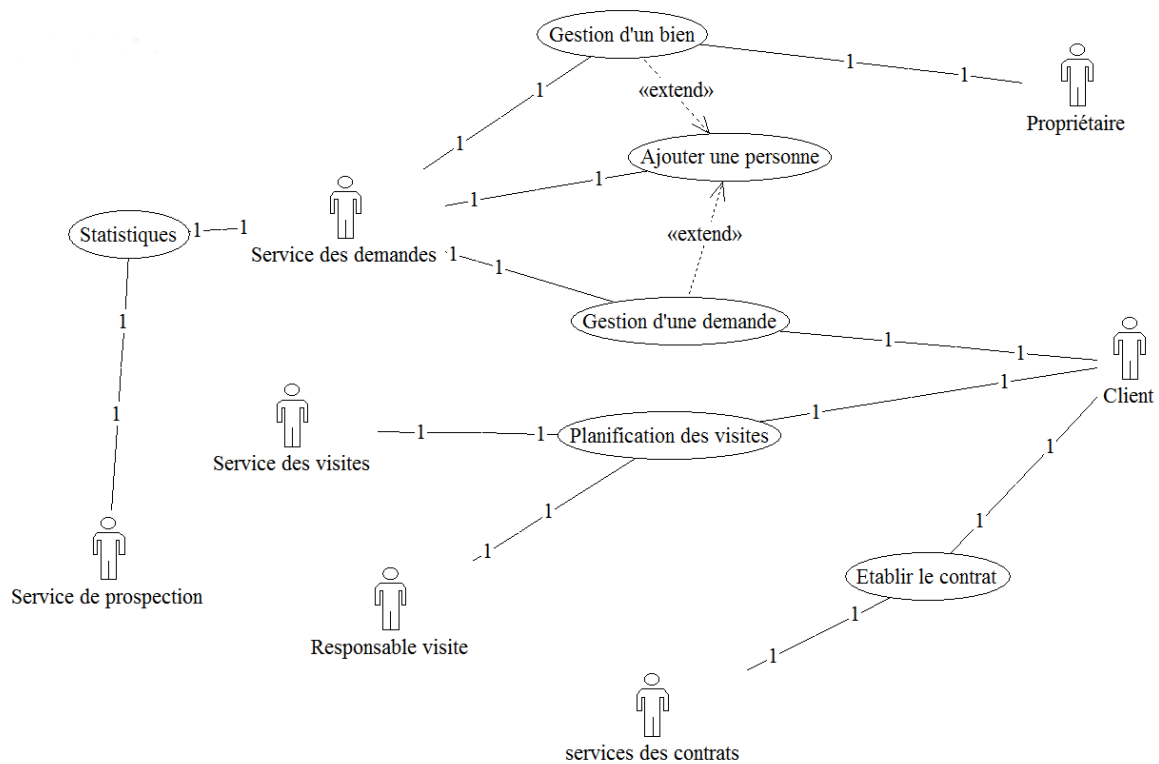 Gestion d'un bien
1
1
1
«extend»
Propriétaire
1
Ajouter une personne
1
1
Statistiques
1
1
Service des demandes
«extend»
1
1
Gestion d'une demande
1
1
1
Client
1
1
1
1
1
Planification des visites
Service des visites
1
1
1
1
Etablir le contrat
Service de prospection
1
Responsable visite
1
services des contrats